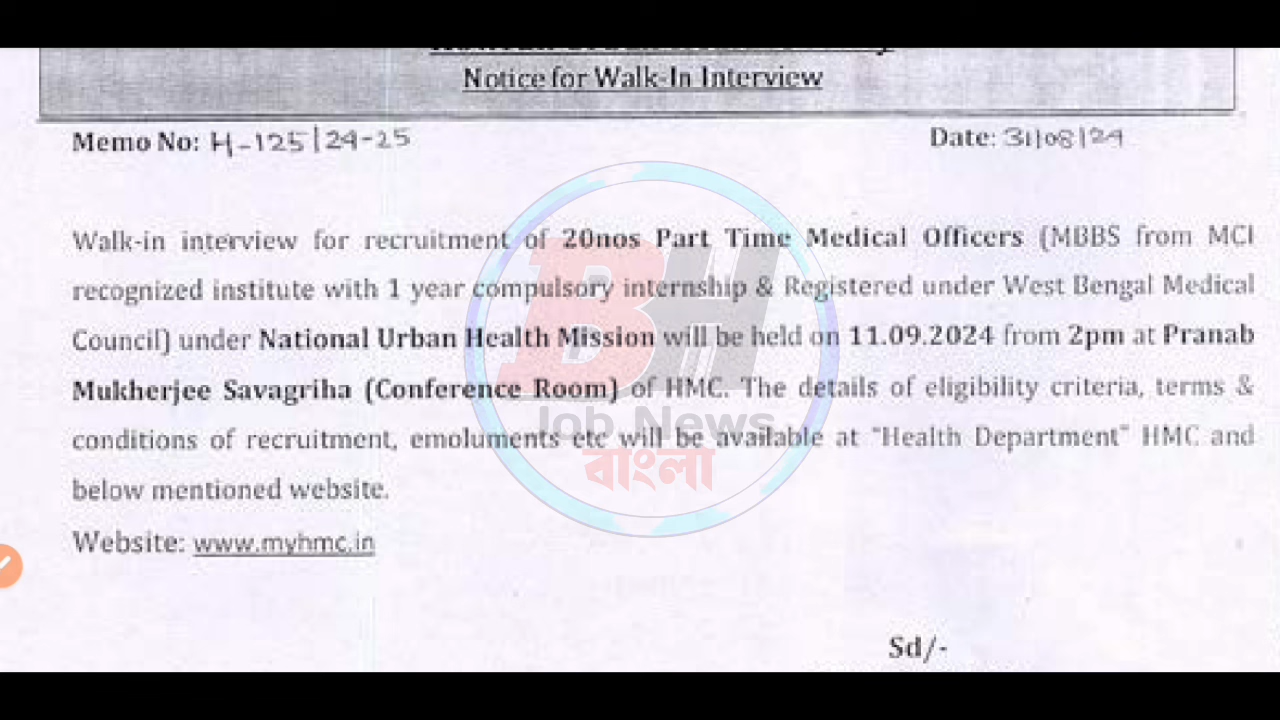 Notice for Walk-In Interview
Memo No: H-125|24-25
Date: 31|08|24
Walk-in interview for recruitment of 20nos Part Time Medical Officers (MBBS from MCI
recognized institute with 1 year compulsory internship & Registered under West Bengal Medical
Council) under National Urban Health Mission will be held on 11.09.2024 from 2pm at Pranab
Mukherjee Savagriha (Conference Room) of HMC. The details of eligibility criteria, terms &
conditions of recruitment, emoluments etc will be available at "Health Department" HMC and
below mentioned website.
Website: www.myhmc.in
Sd/-
BH
Job News
বাংলা